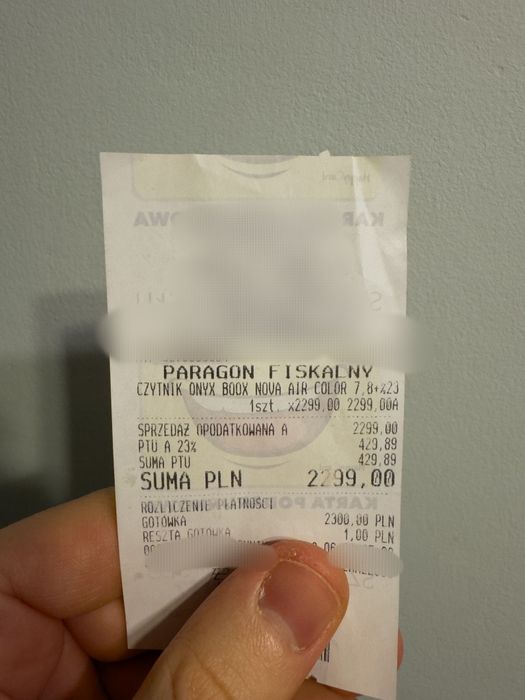 PARAGON FISKALNY
CZYTNIK ONYX BOOX NOVA AIR COLOR 7,8+%23
1szt. x2299,00 2299,00A
SPRZEDAŻ OPODATKOWANA A 2299,00
PTU A 23% 429,89
SUMA PTU 429,89
SUMA PLN 2299,00
ROZLICZENIE PŁATNOŚCI
GOTÓWKA 2300,00 PLN
RESZTA GOTÓWKA 1,00 PLN